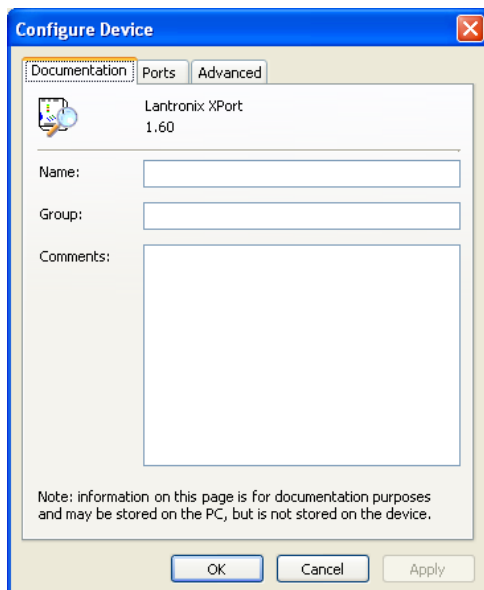 Configure Device
Documentation Ports Advanced
Lantronix XPort
1.60
Name:
Group:
Comments:
Note: information on this page is for documentation purposes
and may be stored on the PC, but is not stored on the device.
OK Cancel Apply